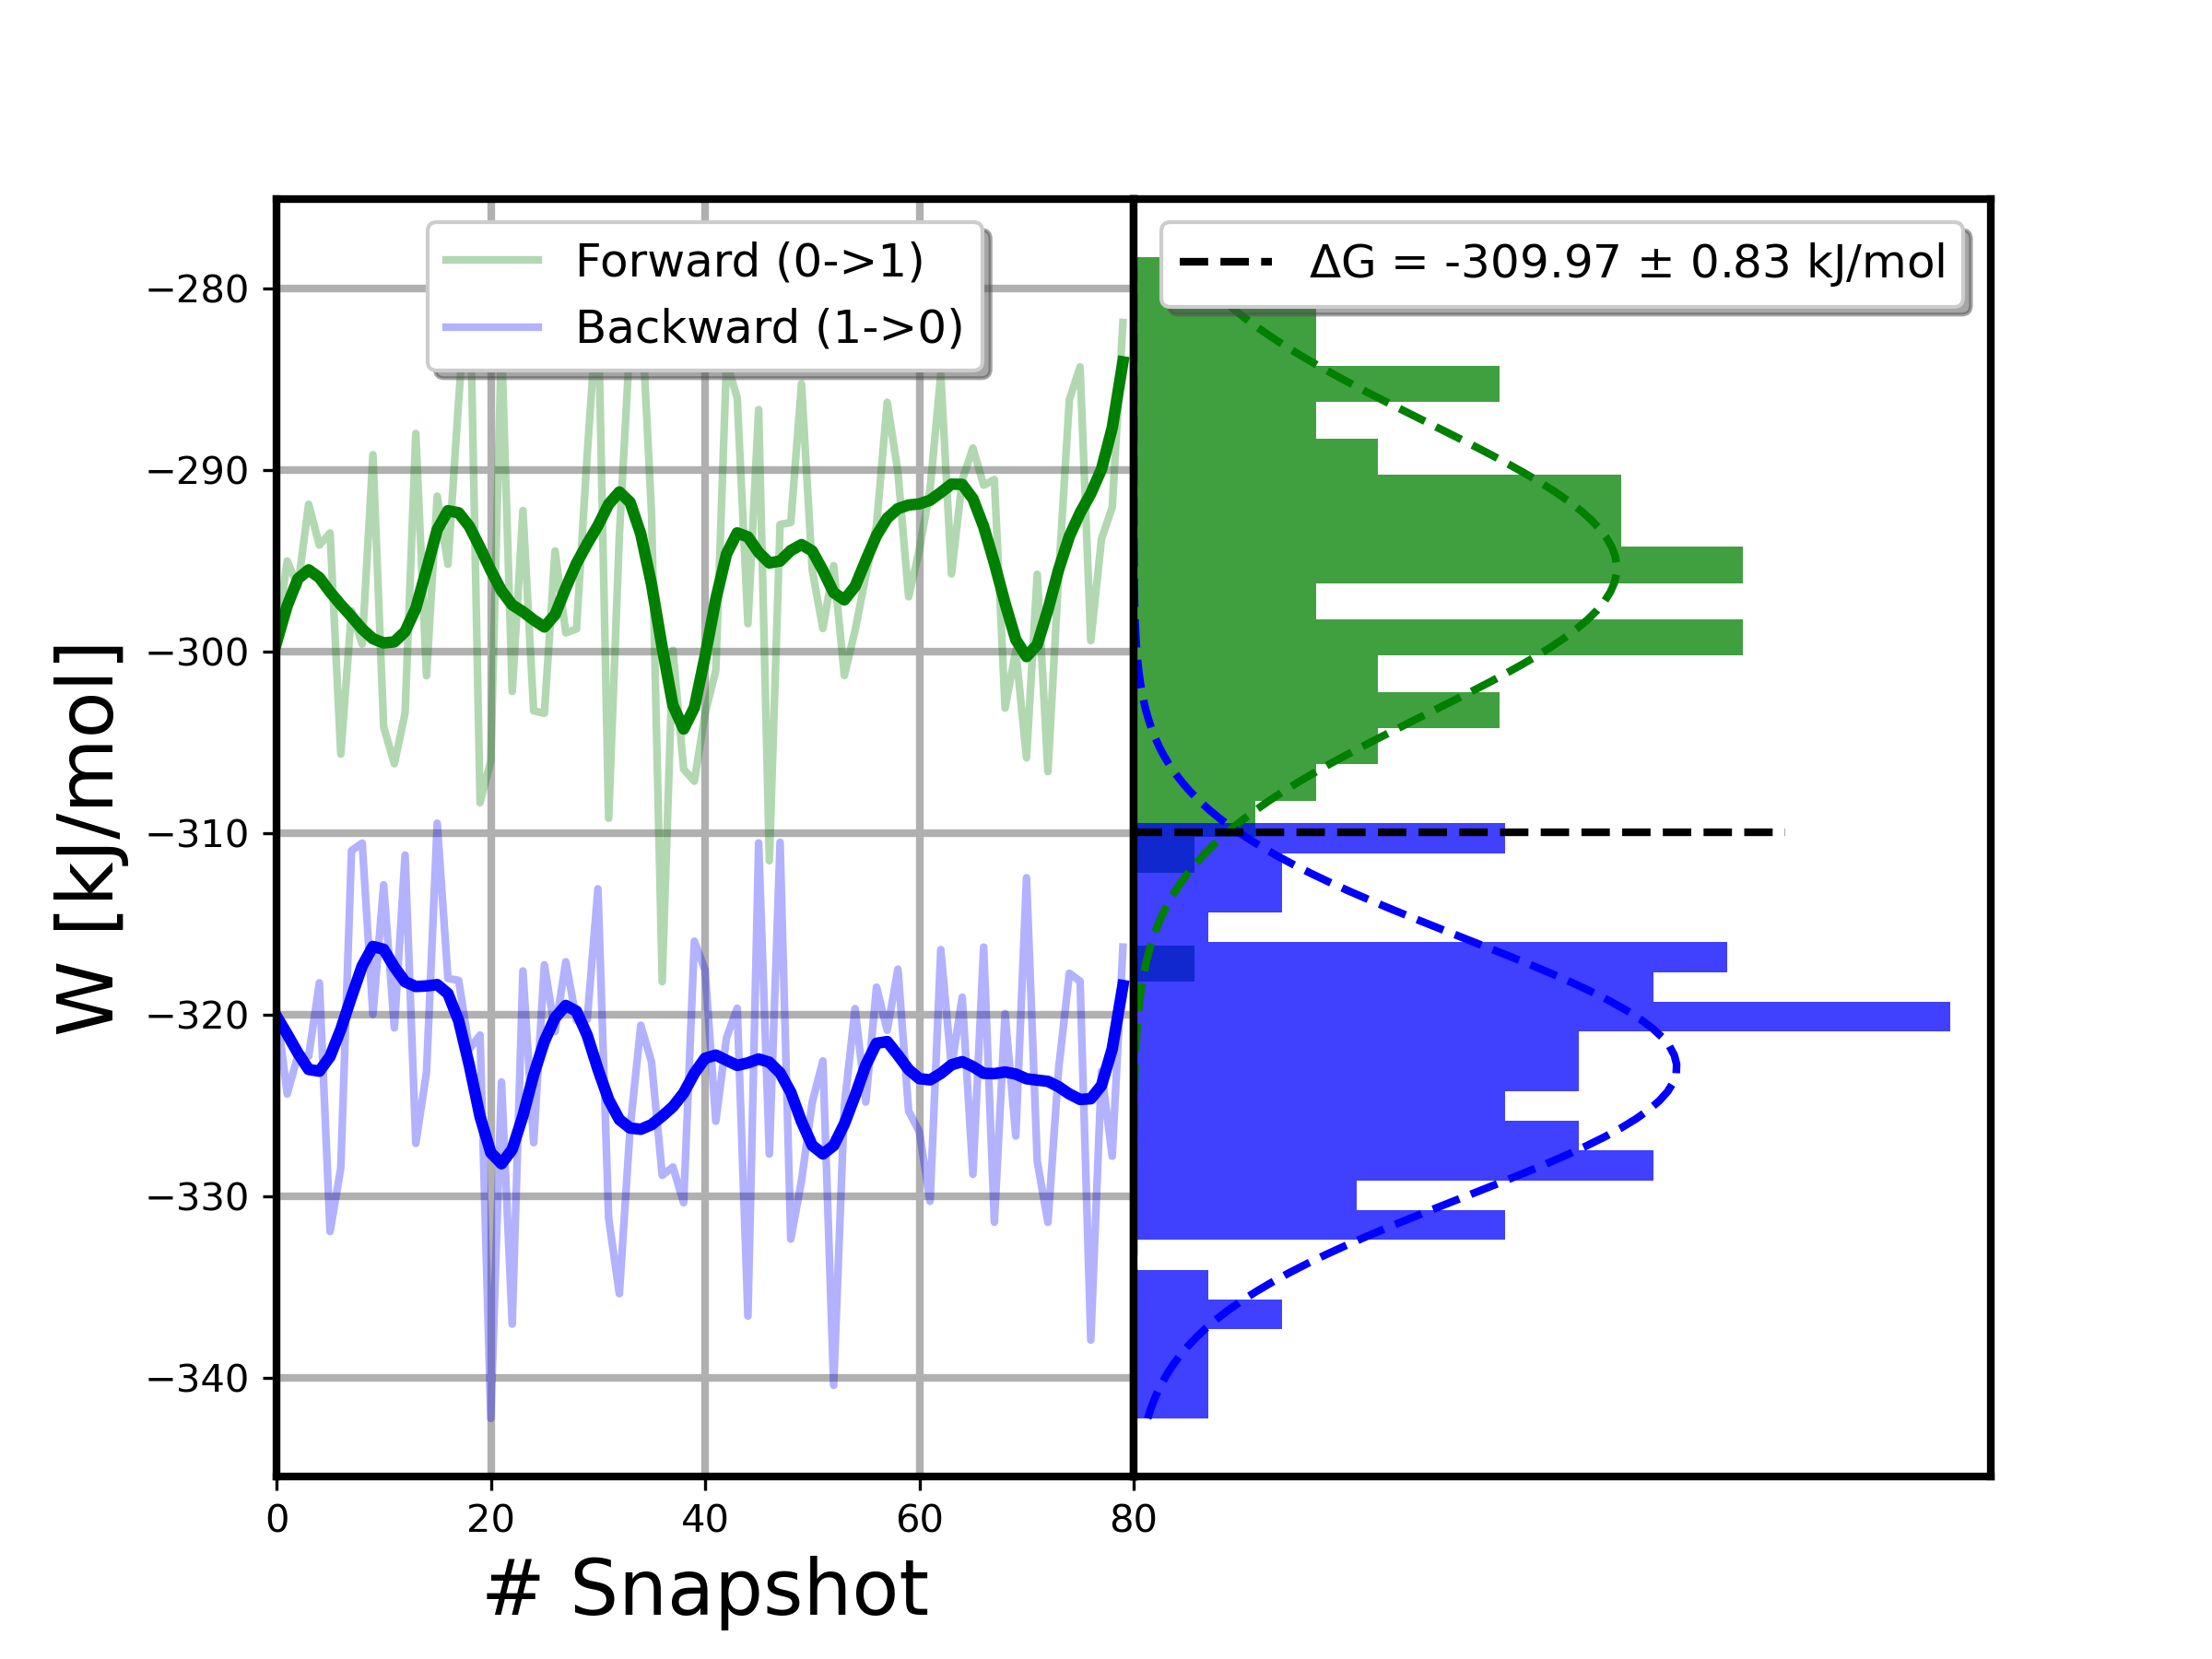 Forward (0->1)
Backward (1->0)
ΔG = -309.97 ± 0.83 kJ/mol
W [kJ/mol]
−280
−290
−300
−310
−320
−330
−340
0 20 40 60 80
# Snapshot